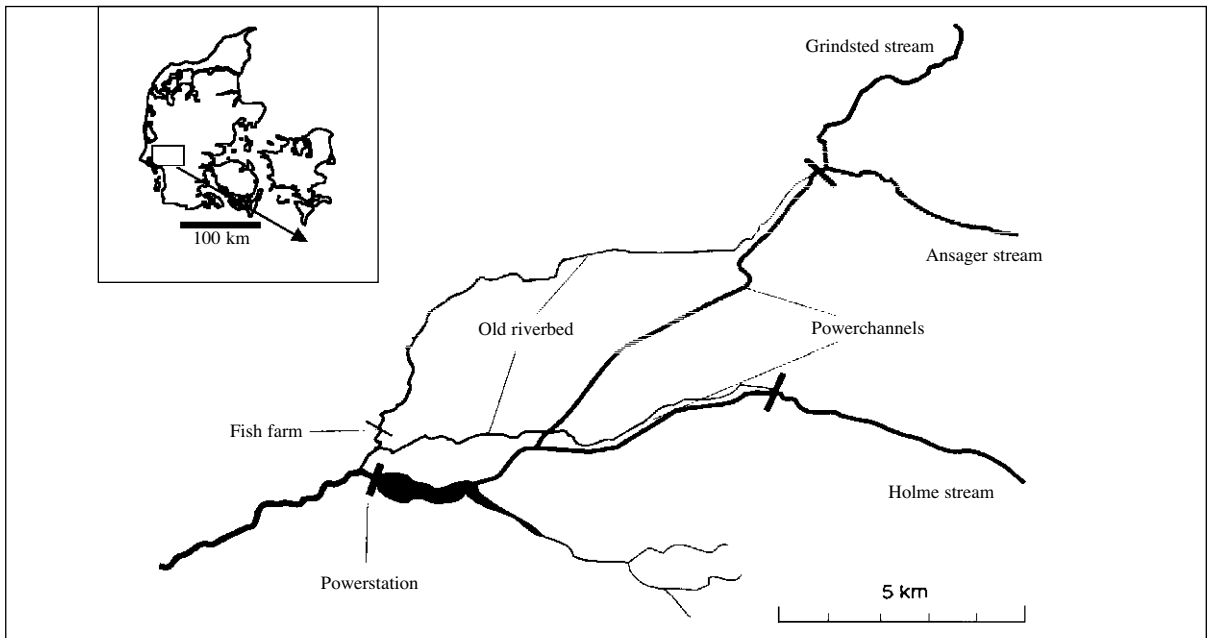 Grindsted stream
100 km
Ansager stream
Old riverbed
Powerchannels
Fish farm
Holme stream
Powerstation
5 km